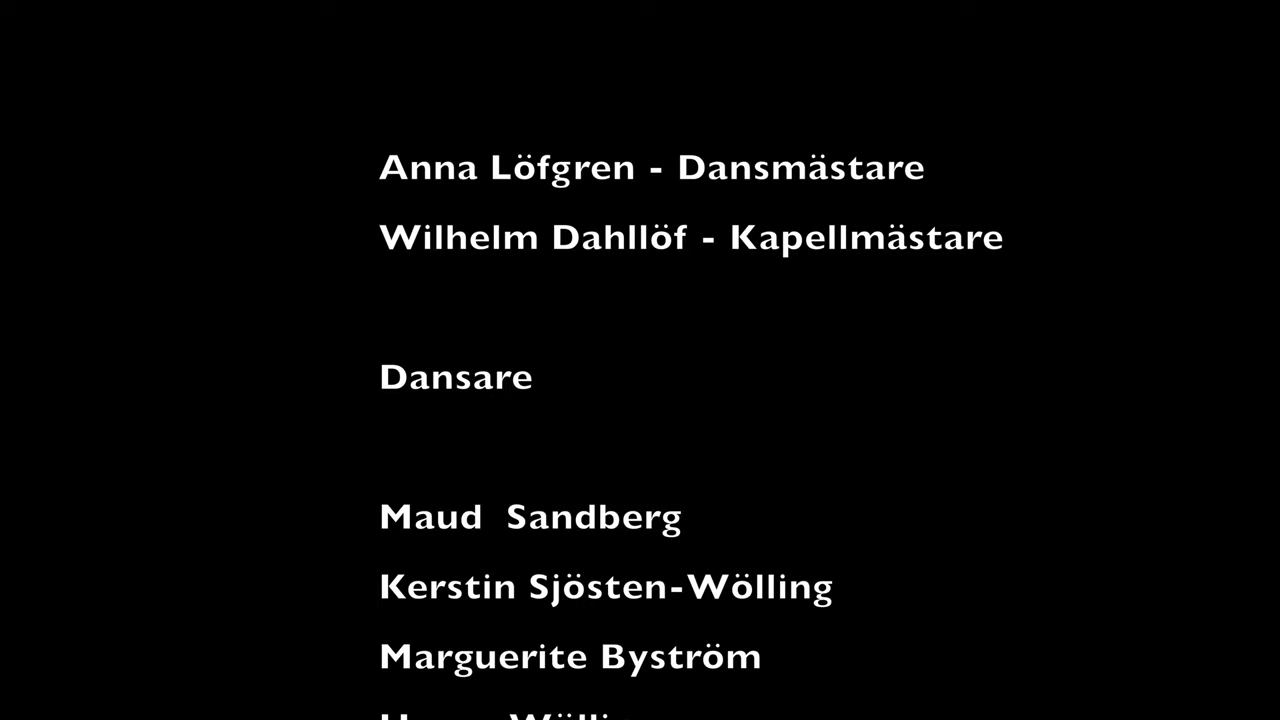 Anna Löfgren - Dansmästare
Wilhelm Dahllöf - Kapellmästare
Dansare
Maud  Sandberg
Kerstin Sjösten-Wölling
Marguerite Byström